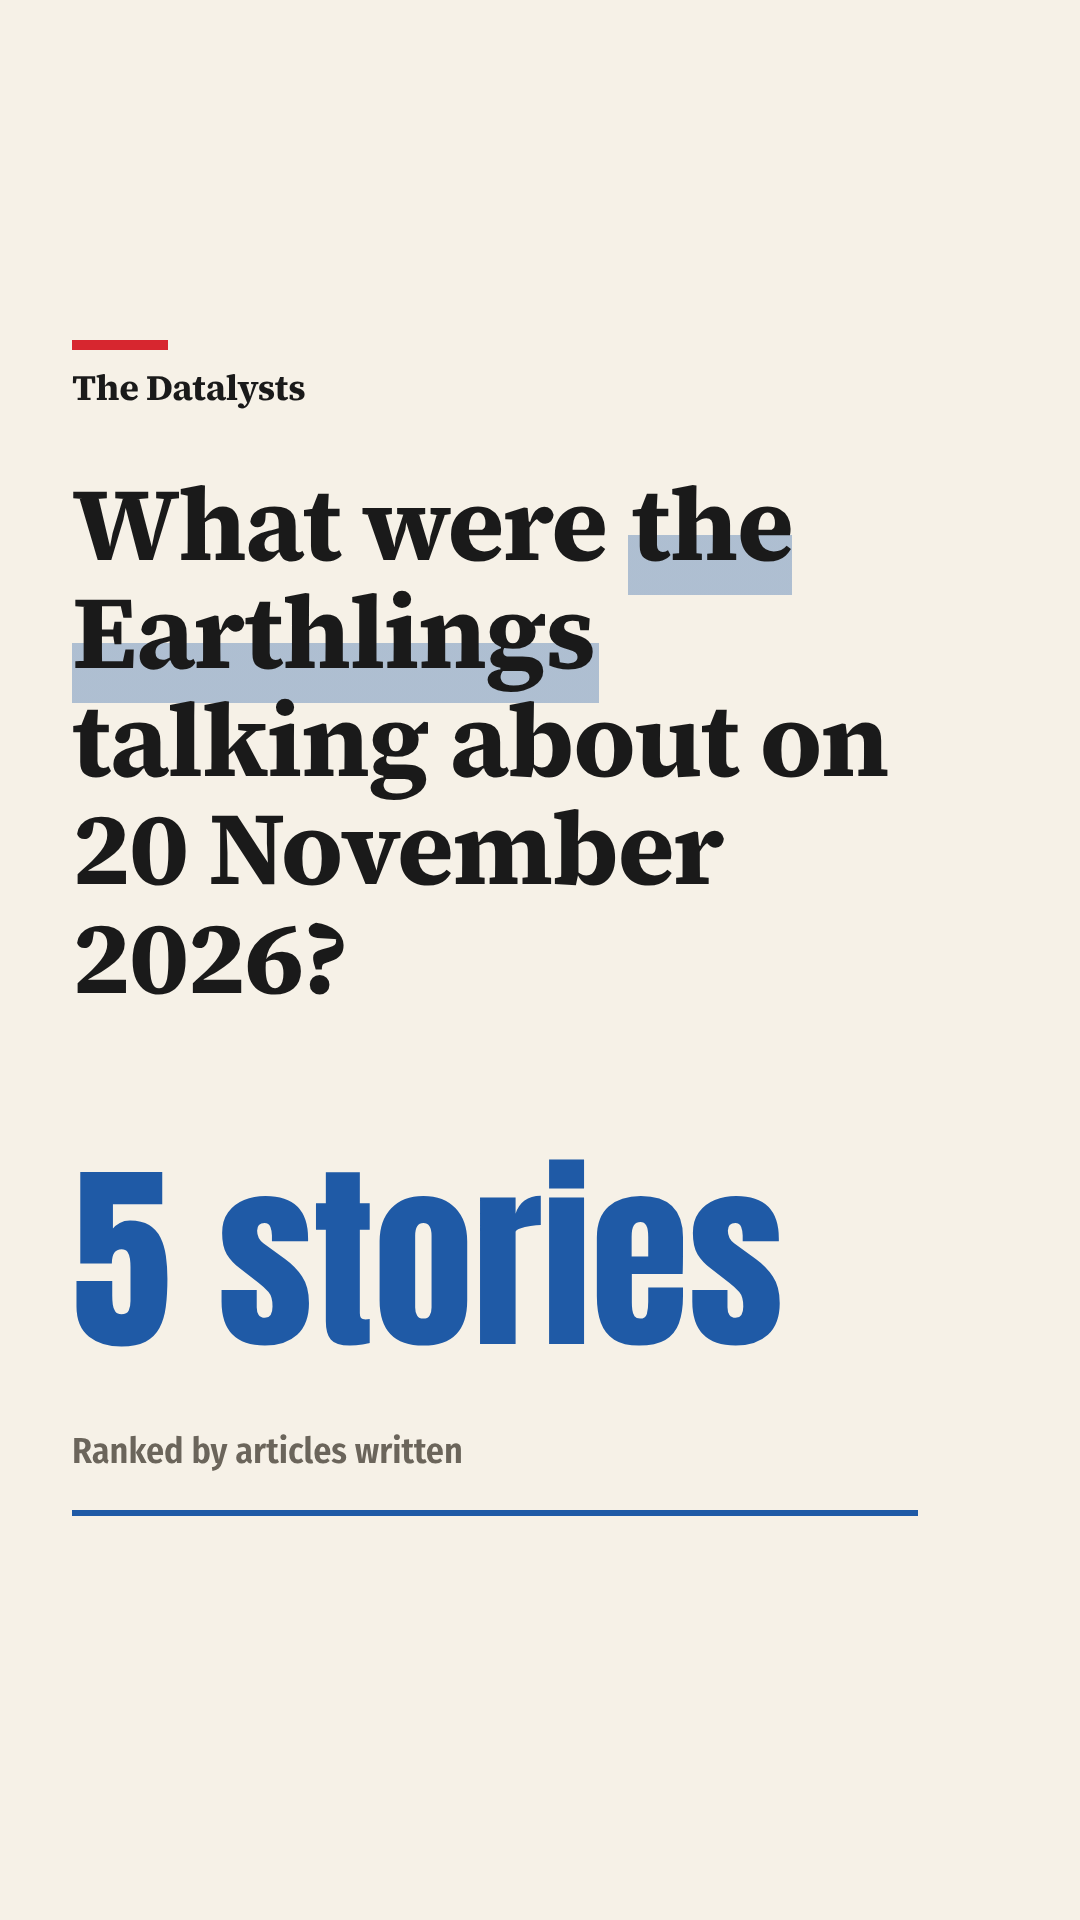 The Datalysts
What were the
Earthlings
talking about on
20 November
2026?
5 stories
Ranked by articles written